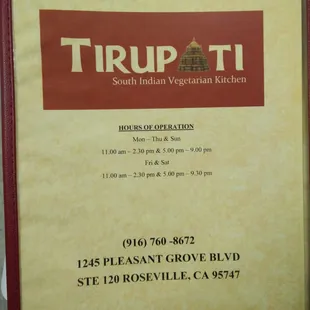 TIRUPATI
South Indian Vegetarian Kitchen
HOURS OF OPERATION
Mon – Thu & Sun
11.00 am – 2.30 pm & 5.00 pm – 9.00 pm
Fri & Sat
11.00 am – 2.30 pm & 5.00 pm – 9.30 pm
(916) 760 -8672
1245 PLEASANT GROVE BLVD
STE 120 ROSEVILLE, CA 95747